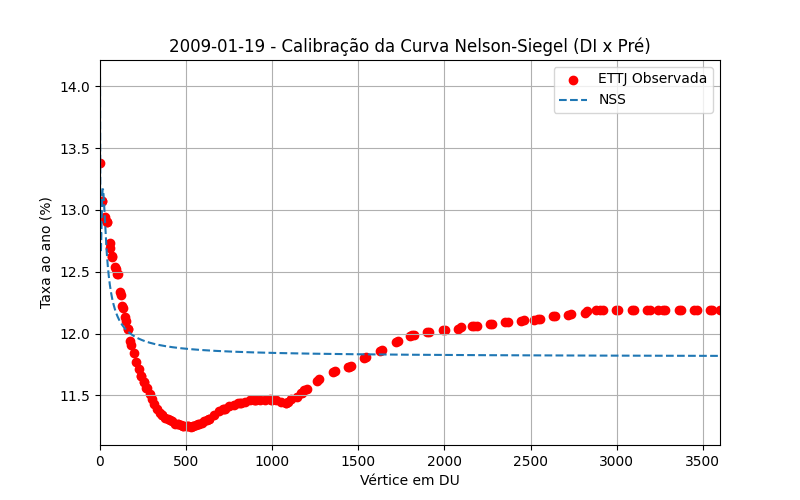 2009-01-19 - Calibração da Curva Nelson-Siegel (DI x Pré)
ETTJ Observada
NSS
Taxa ao ano (%)
14.0
13.5
13.0
12.5
12.0
11.5
0 500 1000 1500 2000 2500 3000 3500
Vértice em DU